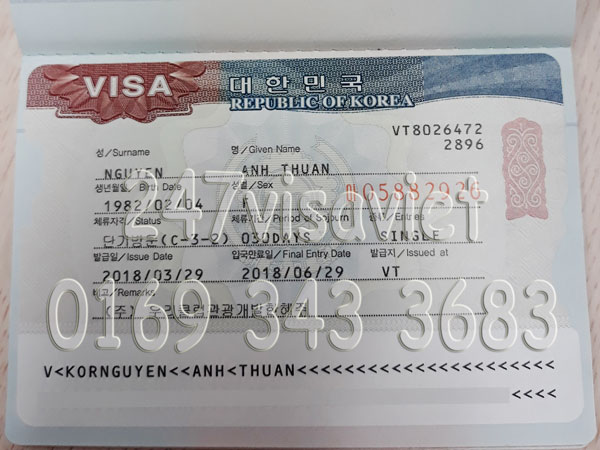 VISA 대한민국
REPUBLIC OF KOREA
VT8026472
2896
성/Surname 명/Given Name
NGUYEN ANH THUAN
생년월일/Birth Date 성별/Sex
1982/02/04 F
247visaviet
체류자격/Status 체류기간/Period of Sojourn Entries
단기방문(C-3-2) 030DAYS SINGLE
발급일/Issue Date 입국만료일/Final Entry Date 발급지/Issued at
2018/03/29 2018/06/29 VT
비고/Remarks
0169 343 3683
V<KORNGUYEN<<ANH<THUAN<<<<<<<<<<<<<<<<<<<<<<
<<<<